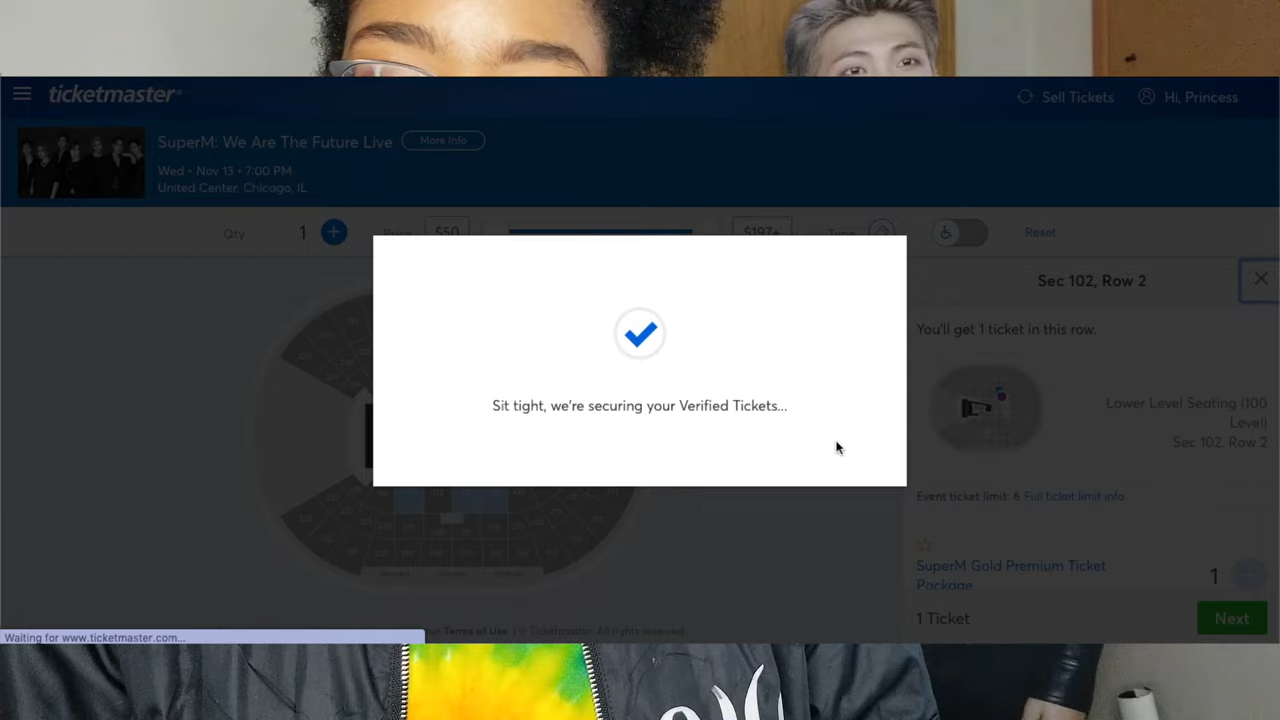 ticketmaster®
Sell Tickets
Hi, Princess
SuperM: We Are The Future Live
More Info
Wed • Nov 13 • 7:00 PM
United Center, Chicago, IL
Qty
1
Price
$50
$197+
Type
Reset
Sec 102, Row 2
You'll get 1 ticket in this row.
Sit tight, we're securing your Verified Tickets...
Lower Level Seating (100
Level)
Sec 102, Row 2
Event ticket limit: 6 Full ticket limit info.
SuperM Gold Premium Ticket
Package
1
1 Ticket
Next
our Terms of Use. | © Ticketmaster. All rights reserved
Waiting for www.ticketmaster.com...